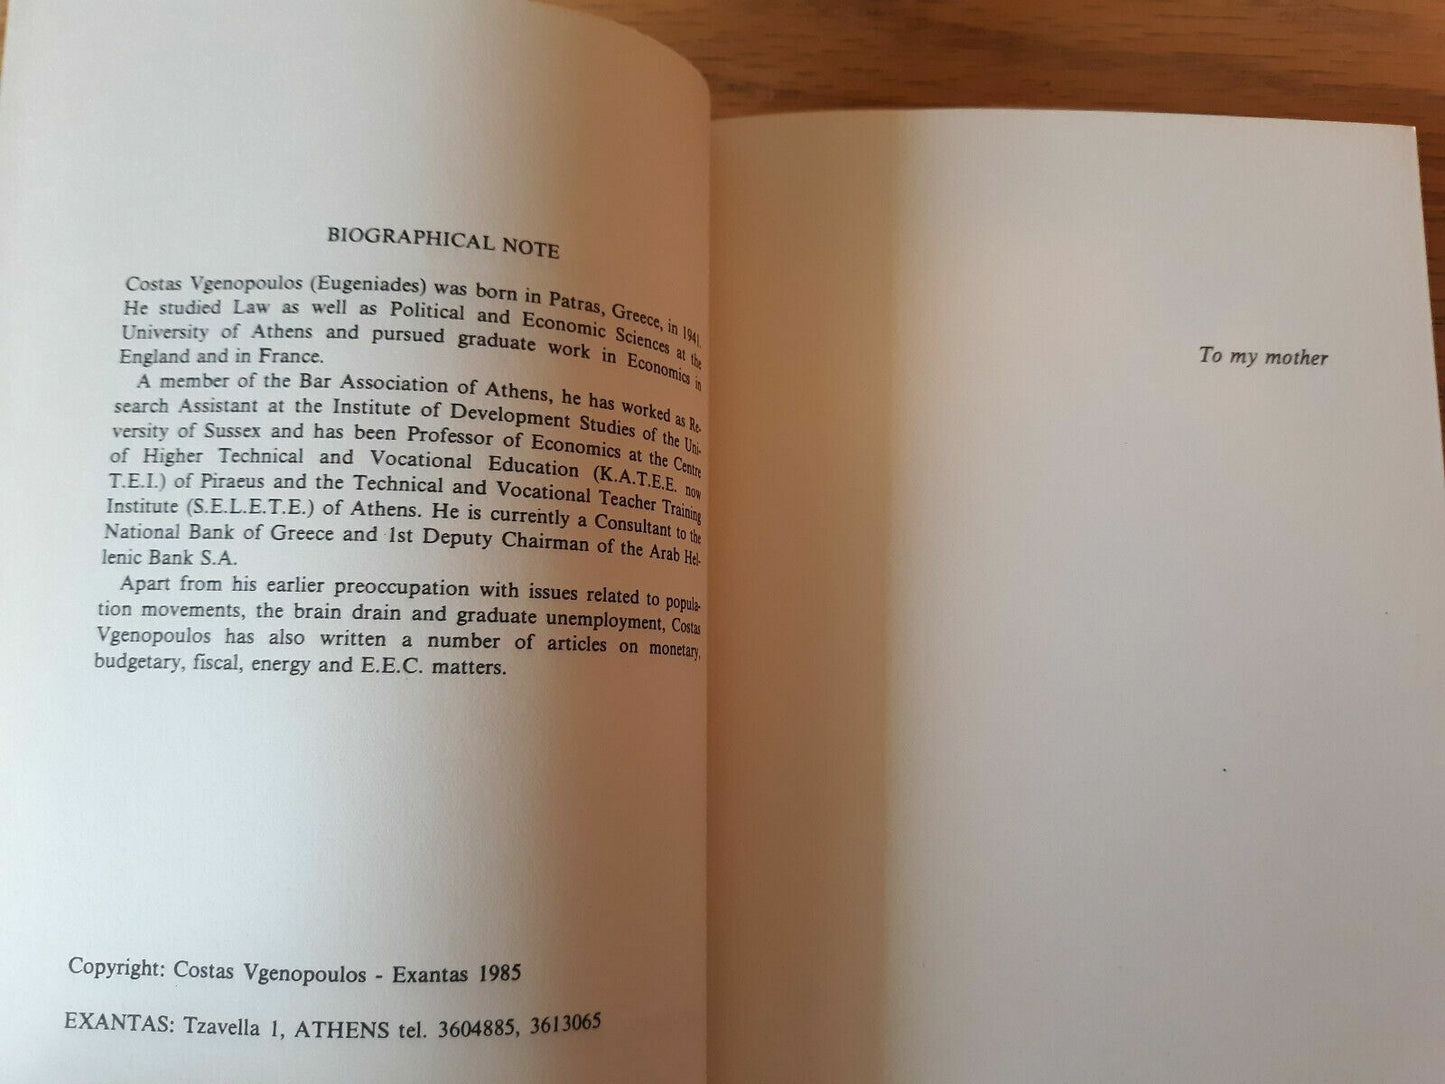 BIOGRAPHICAL NOTE
Costas Vgenopoulos (Eugeniades) was born in Patras, Greece, in 1941.
He studied Law as well as Political and Economic Sciences at the
University of Athens and pursued graduate work in Economics in
England and in France.
A member of the Bar Association of Athens, he has worked as Re-
search Assistant at the Institute of Development Studies of the Uni-
versity of Sussex and has been Professor of Economics at the Centre
of Higher Technical and Vocational Education (K.A.T.E.E. now
T.E.I.) of Piraeus and the Technical and Vocational Teacher Training
Institute (S.E.L.E.T.E.) of Athens. He is currently a Consultant to the
National Bank of Greece and 1st Deputy Chairman of the Arab Hel-
lenic Bank S.A.
Apart from his earlier preoccupation with issues related to popula-
tion movements, the brain drain and graduate unemployment, Costas
Vgenopoulos has also written a number of articles on monetary,
budgetary, fiscal, energy and E.E.C. matters.
Copyright: Costas Vgenopoulos - Exantas 1985
EXANTAS: Tzavella 1, ATHENS tel. 3604885, 3613065
To my mother